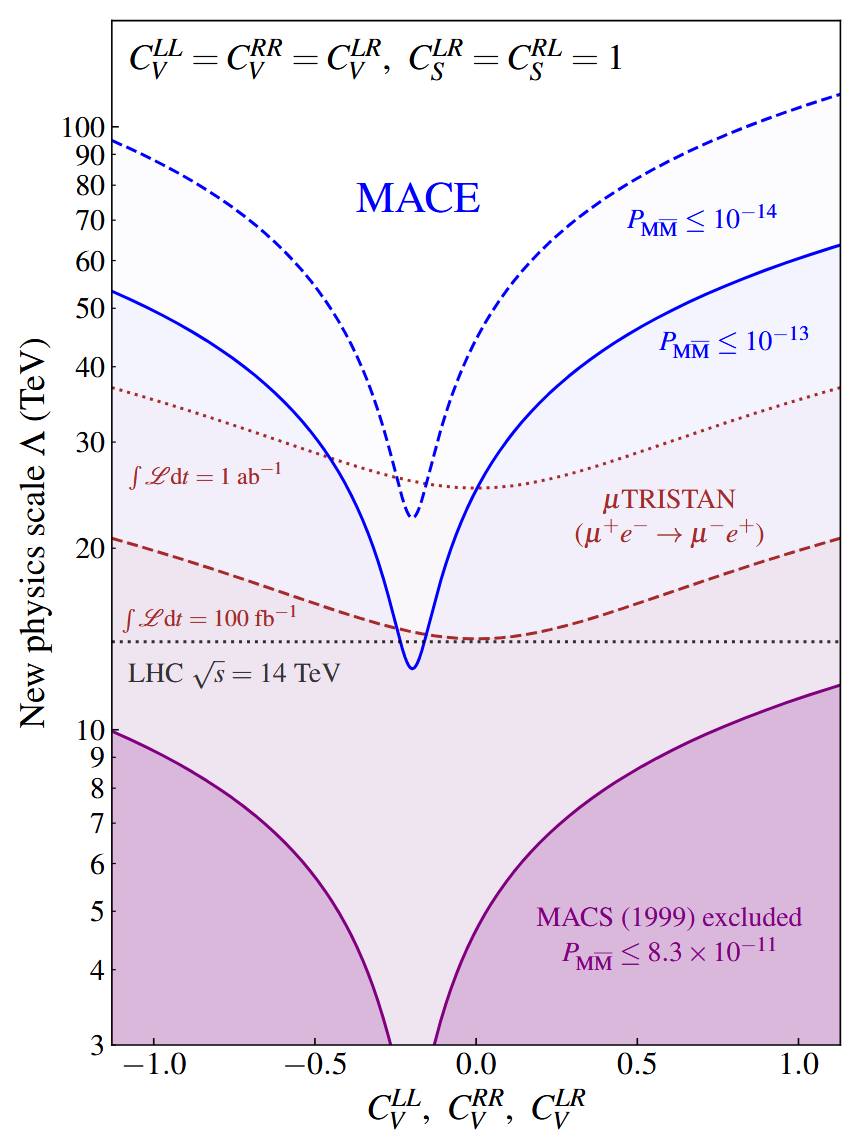 C_V^{LL} = C_V^{RR} = C_V^{LR}, C_S^{LR} = C_S^{RL} = 1
MACE
P_{M\overline{M}} ≤ 10^{−14}
P_{M\overline{M}} ≤ 10^{−13}
∫ ℒdt = 1 ab^{−1}
μTRISTAN
(μ^+e^− → μ^−e^+)
∫ ℒdt = 100 fb^{−1}
LHC √s = 14 TeV
MACS (1999) excluded
P_{M\overline{M}} ≤ 8.3 × 10^{−11}
New physics scale Λ (TeV)
100
90
80
70
60
50
40
30
20
10
9
8
7
6
5
4
3
−1.0 −0.5 0.0 0.5 1.0
C_V^{LL}, C_V^{RR}, C_V^{LR}